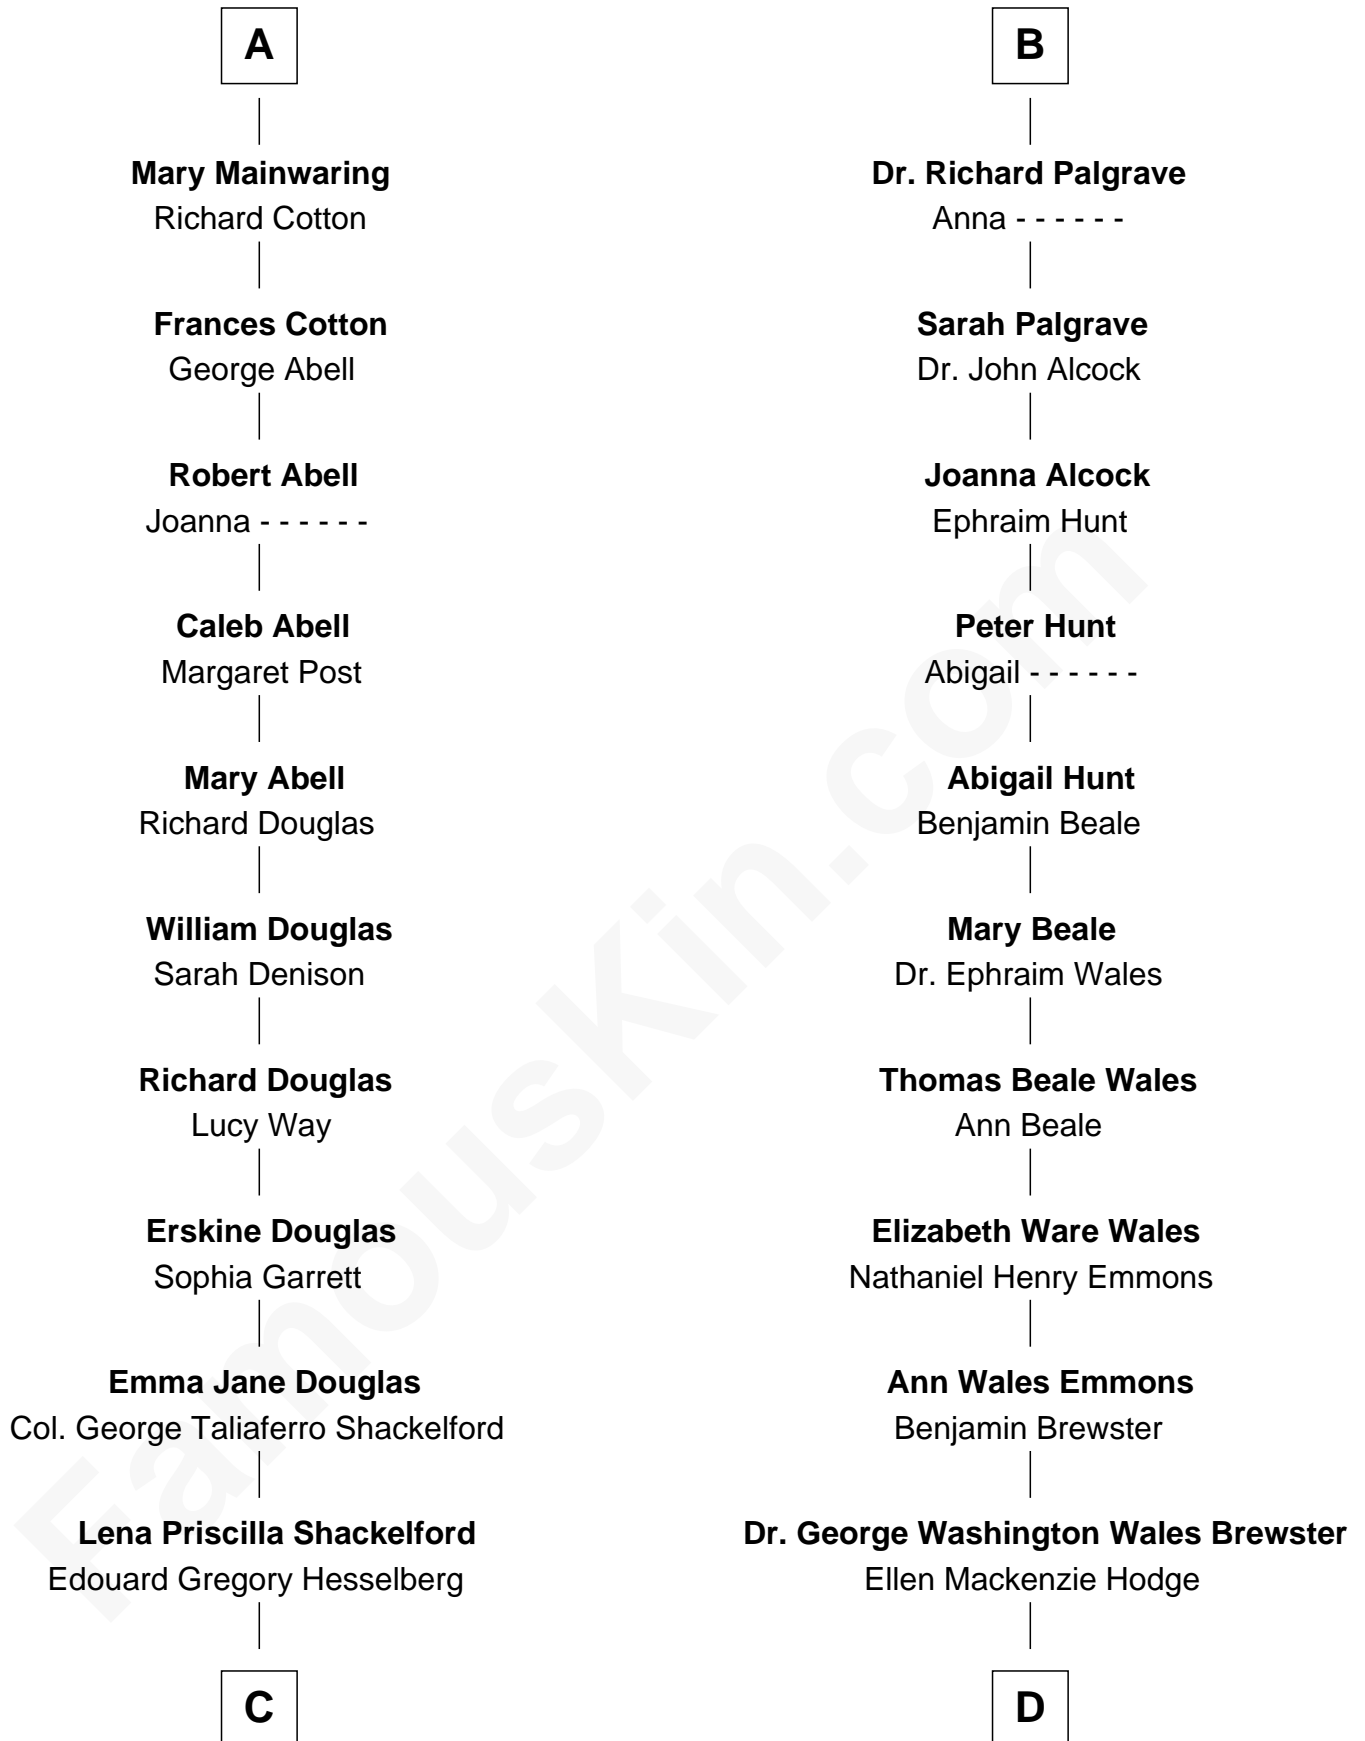 A
Mary Mainwaring
Richard Cotton
Frances Cotton
George Abell
Robert Abell
Joanna - - - - - -
Caleb Abell
Margaret Post
Mary Abell
Richard Douglas
William Douglas
Sarah Denison
Richard Douglas
Lucy Way
Erskine Douglas
Sophia Garrett
Emma Jane Douglas
Col. George Taliaferro Shackelford
Lena Priscilla Shackelford
Edouard Gregory Hesselberg
C
B
Dr. Richard Palgrave
Anna - - - - - -
Sarah Palgrave
Dr. John Alcock
Joanna Alcock
Ephraim Hunt
Peter Hunt
Abigail - - - - - -
Abigail Hunt
Benjamin Beale
Mary Beale
Dr. Ephraim Wales
Thomas Beale Wales
Ann Beale
Elizabeth Ware Wales
Nathaniel Henry Emmons
Ann Wales Emmons
Benjamin Brewster
Dr. George Washington Wales Brewster
Ellen Mackenzie Hodge
D
FamousKin.com